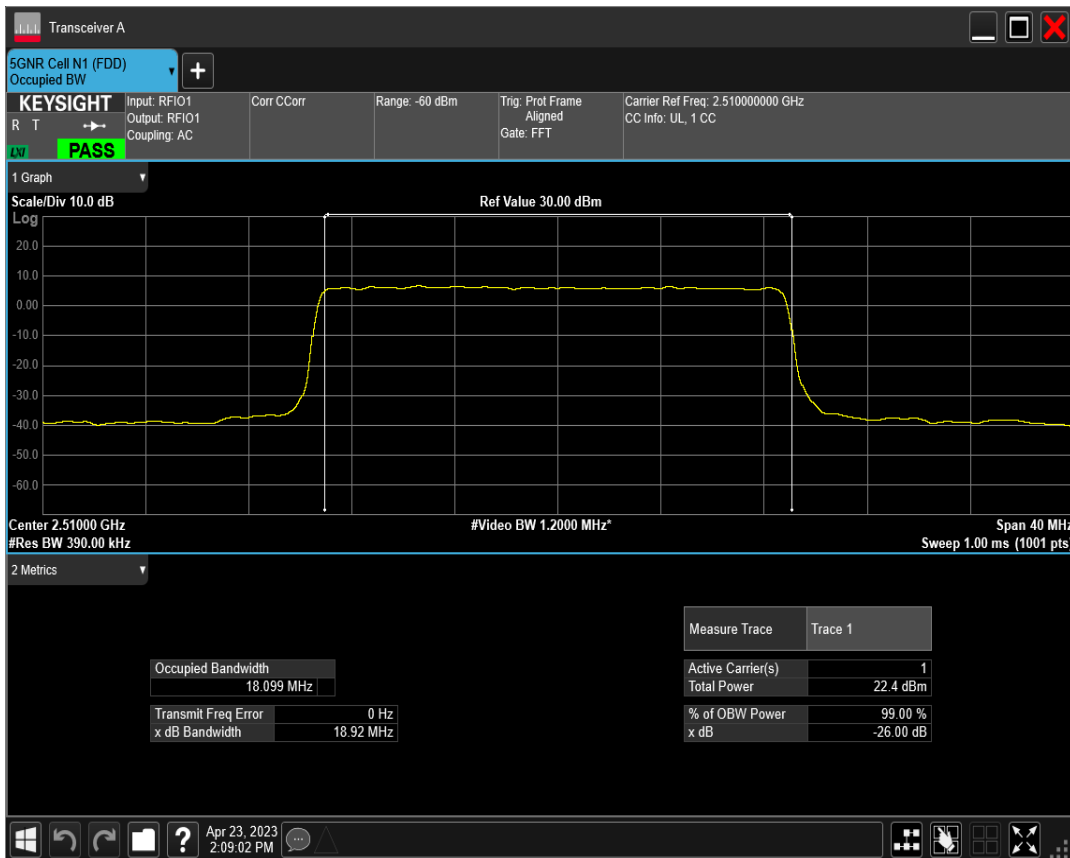 Transceiver A
5GNR Cell N1 (FDD)
Occupied BW
KEYSIGHT
R T
LXI
PASS
Input: RFIO1
Output: RFIO1
Coupling: AC
Corr CCorr
Range: -60 dBm
Trig: Prot Frame
Aligned
Gate: FFT
Carrier Ref Freq: 2.510000000 GHz
CC Info: UL, 1 CC
1 Graph
Scale/Div 10.0 dB
Ref Value 30.00 dBm
Log
20.0
10.0
0.00
-10.0
-20.0
-30.0
-40.0
-50.0
-60.0
Center 2.51000 GHz
#Video BW 1.2000 MHz*
Span 40 MHz
#Res BW 390.00 kHz
Sweep 1.00 ms (1001 pts)
2 Metrics
Measure Trace Trace 1
Occupied Bandwidth
18.099 MHz
Active Carrier(s) 1
Total Power 22.4 dBm
Transmit Freq Error 0 Hz
x dB Bandwidth 18.92 MHz
% of OBW Power 99.00 %
x dB -26.00 dB
?
Apr 23, 2023
2:09:02 PM